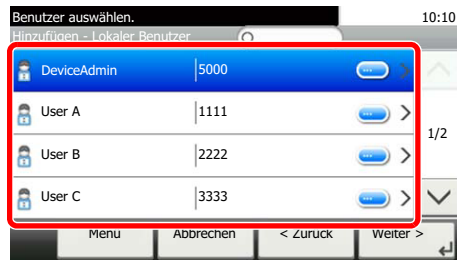 Benutzer auswählen. 10:10
Hinzufügen - Lokaler Benutzer
DeviceAdmin 5000
User A 1111
1/2
User B 2222
User C 3333
Menü Abbrechen < Zurück Weiter >